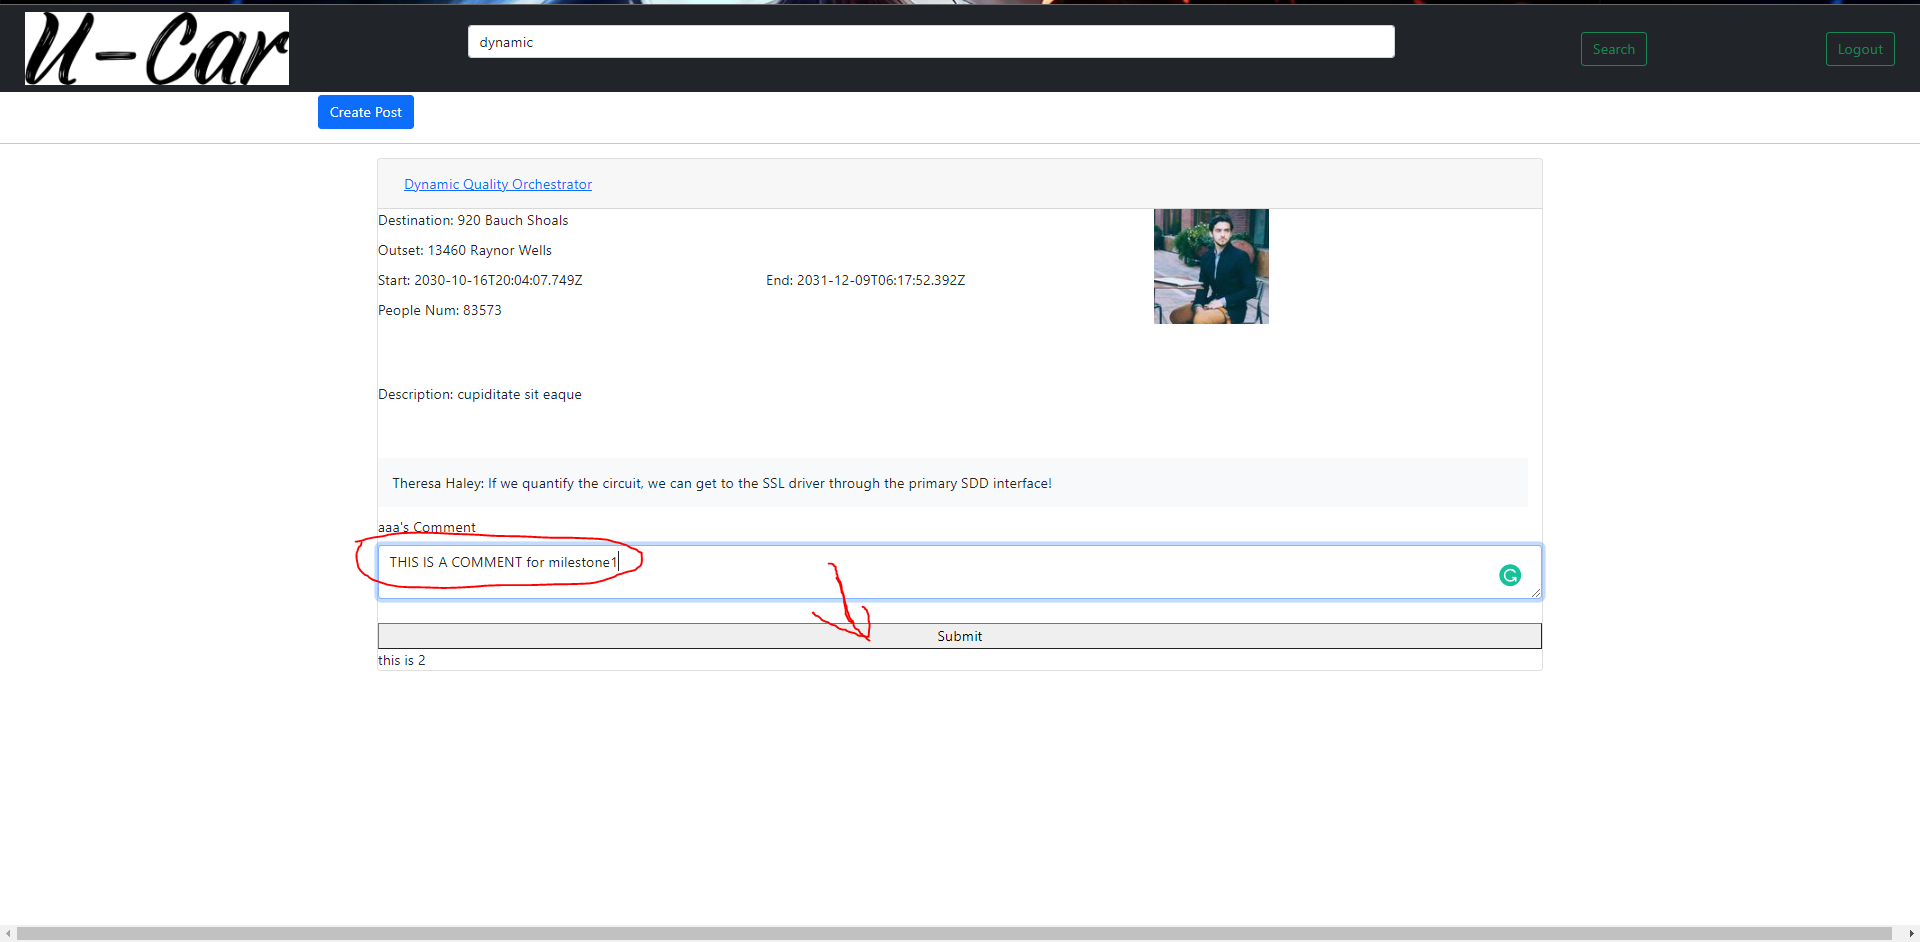 U-Car
dynamic
Search
Logout
Create Post
Dynamic Quality Orchestrator
Destination: 920 Bauch Shoals
Outset: 13460 Raynor Wells
Start: 2030-10-16T20:04:07.749Z
End: 2031-12-09T06:17:52.392Z
People Num: 83573
Description: cupiditate sit eaque
Theresa Haley: If we quantify the circuit, we can get to the SSL driver through the primary SDD interface!
aaa's Comment
THIS IS A COMMENT for milestone1
Submit
this is 2